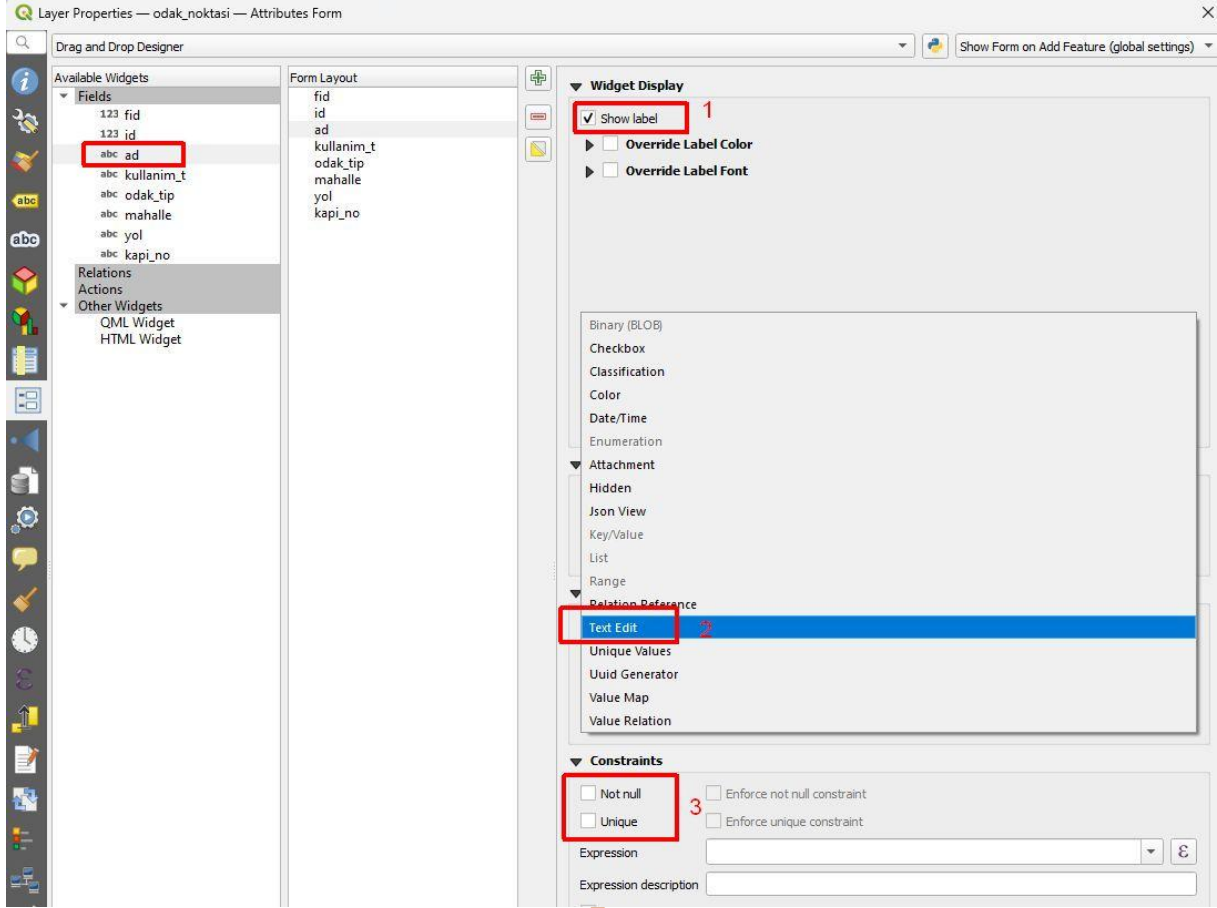 Layer Properties — odak_noktasi — Attributes Form
Drag and Drop Designer
Show Form on Add Feature (global settings)
Available Widgets
Fields
123 fid
123 id
abc ad
abc kullanim_t
abc odak_tip
abc mahalle
abc yol
abc kapi_no
Relations
Actions
Other Widgets
QML Widget
HTML Widget
Form Layout
fid
id
ad
kullanim_t
odak_tip
mahalle
yol
kapi_no
Widget Display
Show label 1
Override Label Color
Override Label Font
Binary (BLOB)
Checkbox
Classification
Color
Date/Time
Enumeration
Attachment
Hidden
Json View
Key/Value
List
Range
Relation Reference
Text Edit 2
Unique Values
Uuid Generator
Value Map
Value Relation
Constraints
Not null Enforce not null constraint
3
Unique Enforce unique constraint
Expression ε
Expression description
abc
abc